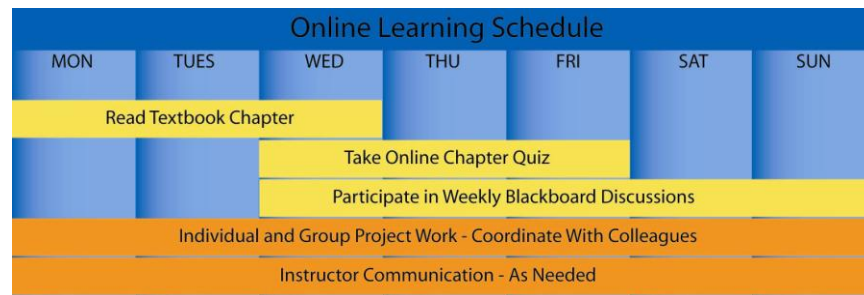 Online Learning Schedule
MON TUES WED THU FRI SAT SUN
Read Textbook Chapter
Take Online Chapter Quiz
Participate in Weekly Blackboard Discussions
Individual and Group Project Work - Coordinate With Colleagues
Instructor Communication - As Needed